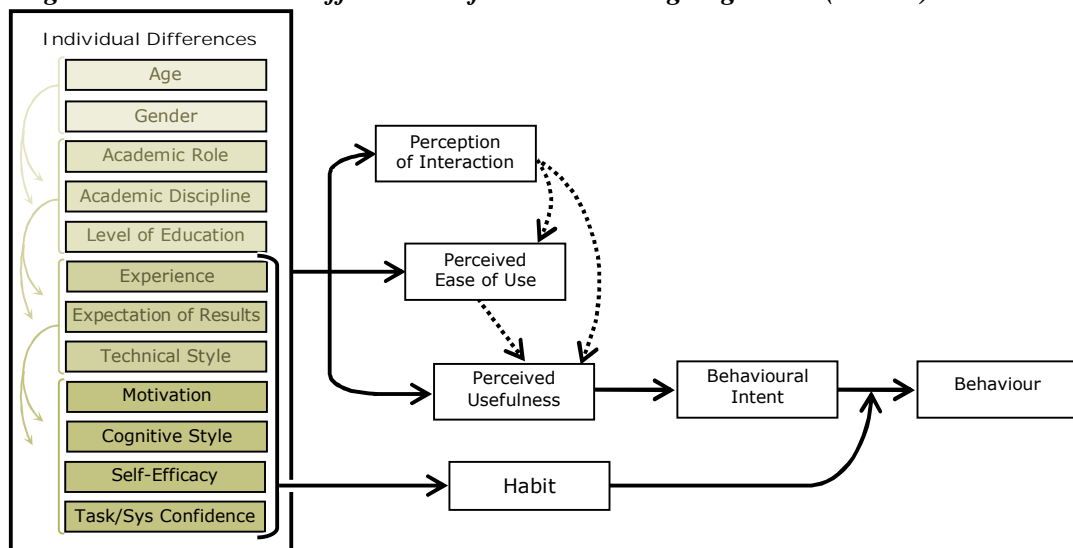 Individual Differences
Age
Gender
Academic Role
Academic Discipline
Level of Education
Experience
Expectation of Results
Technical Style
Motivation
Cognitive Style
Self-Efficacy
Task/Sys Confidence
Perception
of Interaction
Perceived
Ease of Use
Perceived
Usefulness
Behavioural
Intent
Behaviour
Habit